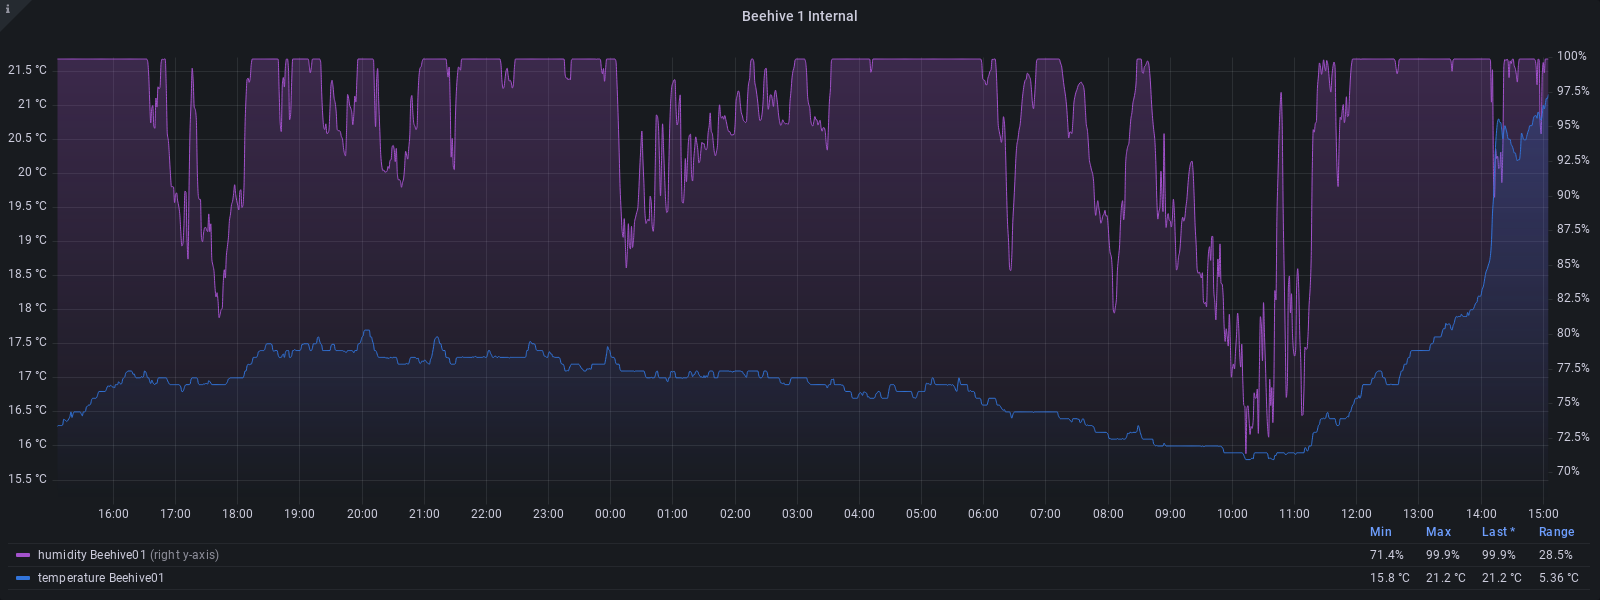 i
Beehive 1 Internal
21.5 °C
21 °C
20.5 °C
20 °C
19.5 °C
19 °C
18.5 °C
18 °C
17.5 °C
17 °C
16.5 °C
16 °C
15.5 °C
100%
97.5%
95%
92.5%
90%
87.5%
85%
82.5%
80%
77.5%
75%
72.5%
70%
16:00 17:00 18:00 19:00 20:00 21:00 22:00 23:00 00:00 01:00 02:00 03:00 04:00 05:00 06:00 07:00 08:00 09:00 10:00 11:00 12:00 13:00 14:00 15:00
Min Max Last * Range
humidity Beehive01 (right y-axis) 71.4% 99.9% 99.9% 28.5%
temperature Beehive01 15.8 °C 21.2 °C 21.2 °C 5.36 °C